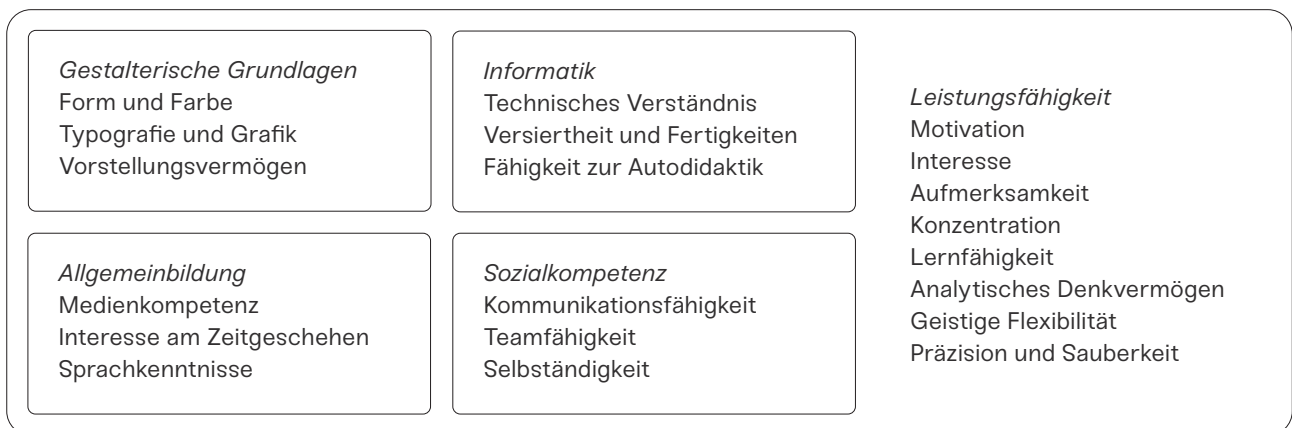 Gestalterische Grundlagen
Form und Farbe
Typografie und Grafik
Vorstellungsvermögen
Informatik
Technisches Verständnis
Versiertheit und Fertigkeiten
Fähigkeit zur Autodidaktik
Allgemeinbildung
Medienkompetenz
Interesse am Zeitgeschehen
Sprachkenntnisse
Sozialkompetenz
Kommunikationsfähigkeit
Teamfähigkeit
Selbständigkeit
Leistungsfähigkeit
Motivation
Interesse
Aufmerksamkeit
Konzentration
Lernfähigkeit
Analytisches Denkvermögen
Geistige Flexibilität
Präzision und Sauberkeit